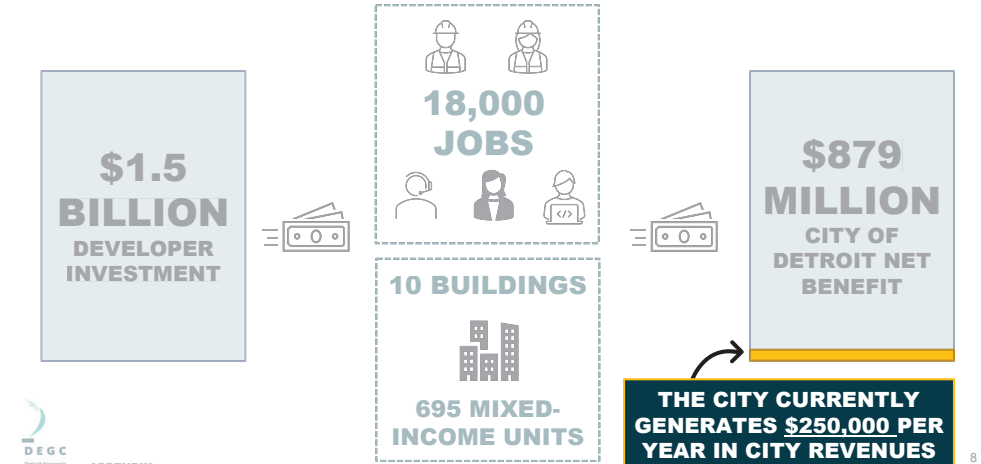 $1.5
BILLION
DEVELOPER
INVESTMENT
18,000
JOBS
</>
10 BUILDINGS
695 MIXED-
INCOME UNITS
$879
MILLION
CITY OF
DETROIT NET
BENEFIT
THE CITY CURRENTLY
GENERATES $250,000 PER
YEAR IN CITY REVENUES
DEGC
8